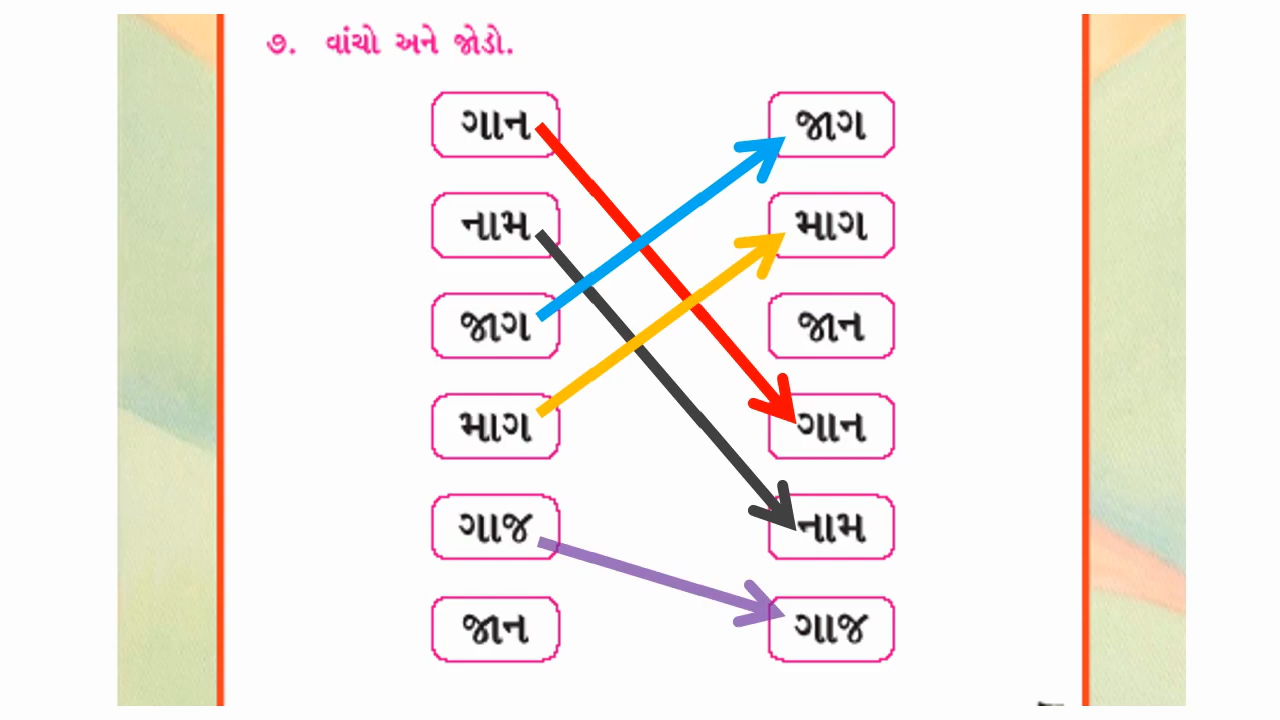 ૭. વાંચો અને જોડો.
ગાન જાગ
નામ માગ
જાગ જાન
માગ ગાન
ગાજ નામ
જાન ગાજ